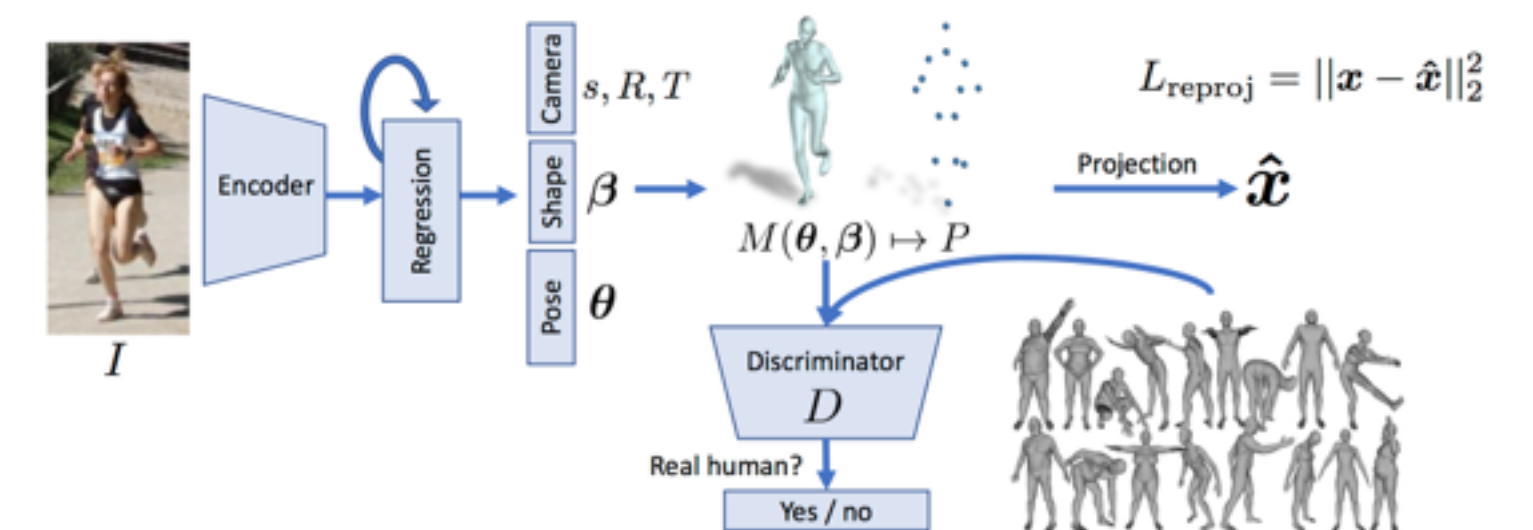 I
Encoder
Regression
Camera
s, R, T
Shape
β
Pose
θ
M(θ, β) ↦ P
L_reproj = ||x − x̂||²₂
Projection
x̂
Discriminator
D
Real human?
Yes / no